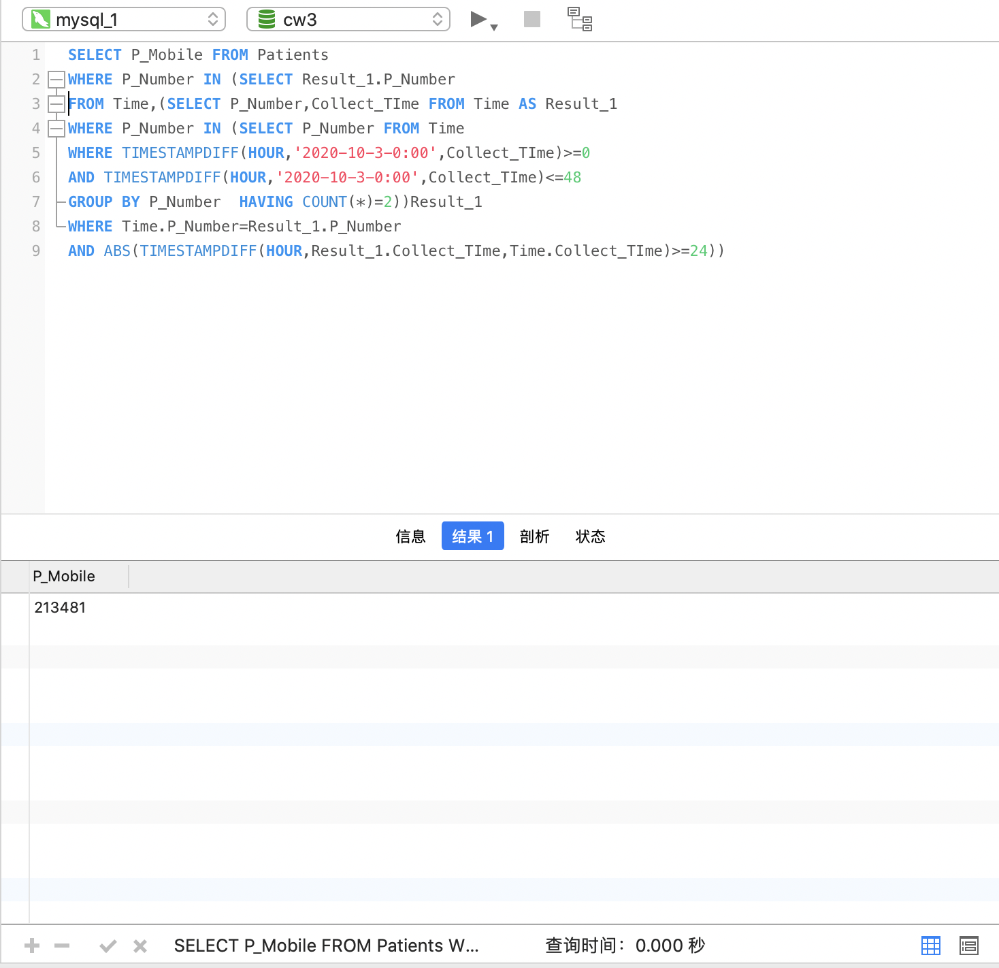 mysql_1 cw3
1 SELECT P_Mobile FROM Patients
2 WHERE P_Number IN (SELECT Result_1.P_Number
3 FROM Time,(SELECT P_Number,Collect_TIme FROM Time AS Result_1
4 WHERE P_Number IN (SELECT P_Number FROM Time
5 WHERE TIMESTAMPDIFF(HOUR,'2020-10-3-0:00',Collect_TIme)>=0
6 AND TIMESTAMPDIFF(HOUR,'2020-10-3-0:00',Collect_TIme)<=48
7 GROUP BY P_Number  HAVING COUNT(*)=2))Result_1
8 WHERE Time.P_Number=Result_1.P_Number
9 AND ABS(TIMESTAMPDIFF(HOUR,Result_1.Collect_TIme,Time.Collect_TIme)>=24))
信息 结果 1 剖析 状态
P_Mobile
213481
SELECT P_Mobile FROM Patients W... 查询时间：0.000 秒